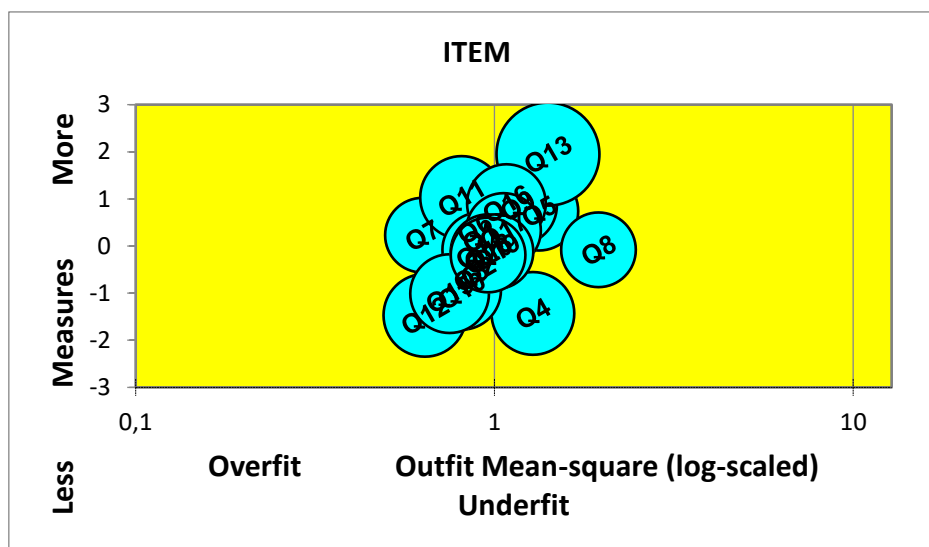 ITEM
More
Measures
Less
3
2
1
0
-1
-2
-3
Q13
Q11
Q16
Q5
Q7
Q8
Q4
Q12
0,1
1
10
Overfit
Outfit Mean-square (log-scaled)
Underfit